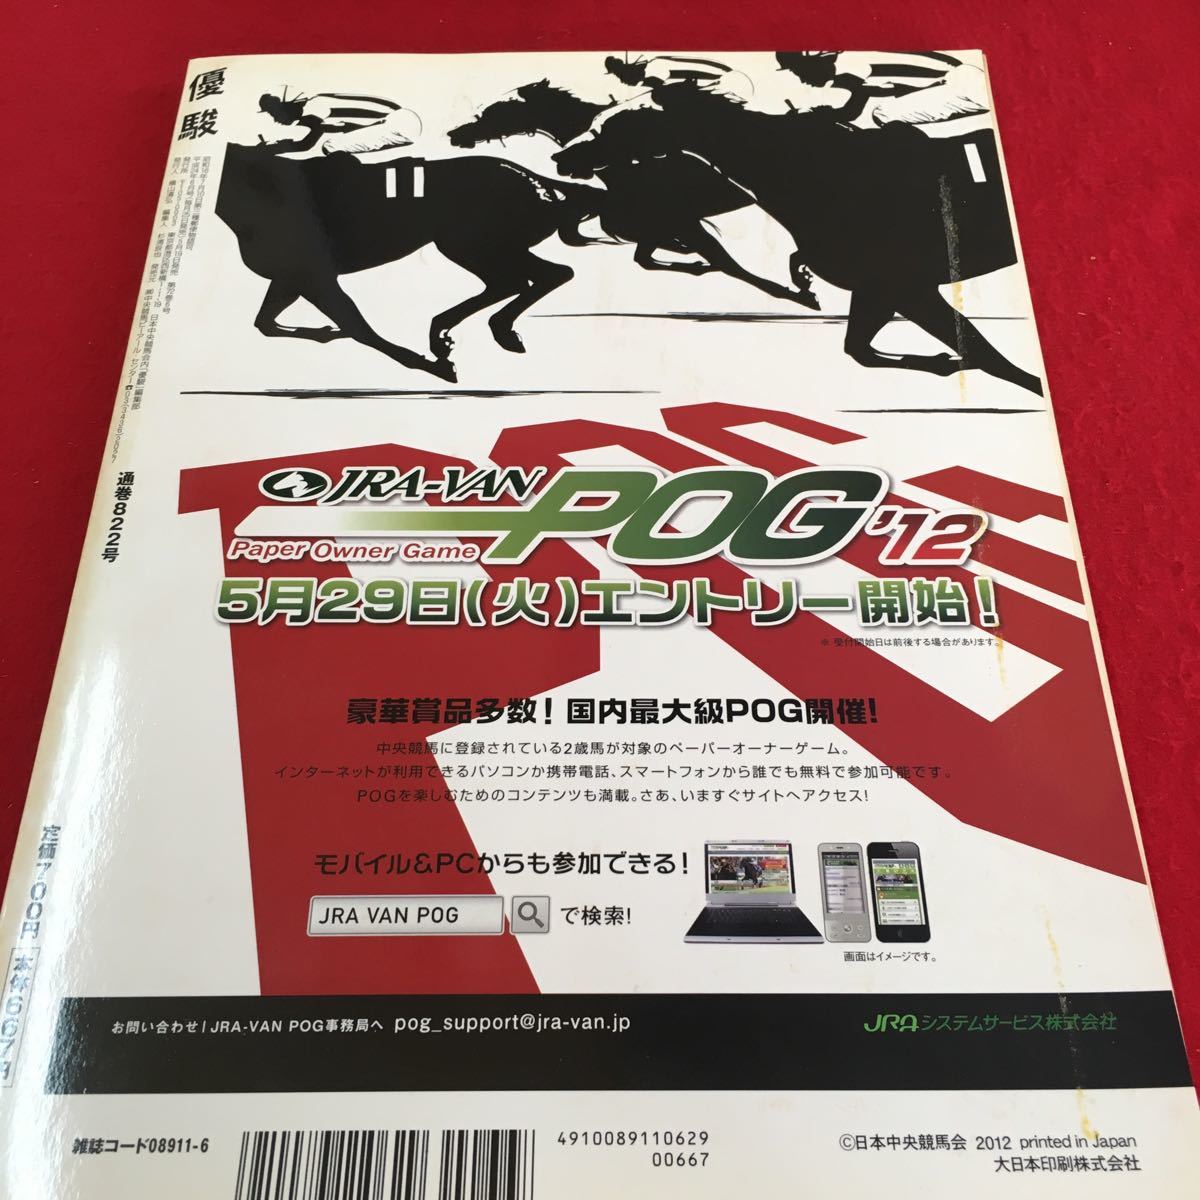 優駿
通巻822号
定価700円
11
1
JRA-VAN POG '12
Paper Owner Game
5月29日(火)エントリー開始!
※ 受付開始日は前後する場合があります。
豪華賞品多数! 国内最大級POG開催!
中央競馬に登録されている2歳馬が対象のペーパーオーナーゲーム。
インターネットが利用できるパソコンか携帯電話、スマートフォンから誰でも無料で参加可能です。
POGを楽しむためのコンテンツも満載。さあ、いますぐサイトへアクセス!
モバイル&PCからも参加できる!
JRA VAN POG で検索!
画面はイメージです。
お問い合わせ | JRA-VAN POG事務局へ pog_support@jra-van.jp
JRAシステムサービス株式会社
雑誌コード08911-6
4910089110629
00667
©日本中央競馬会 2012 printed in Japan
大日本印刷株式会社